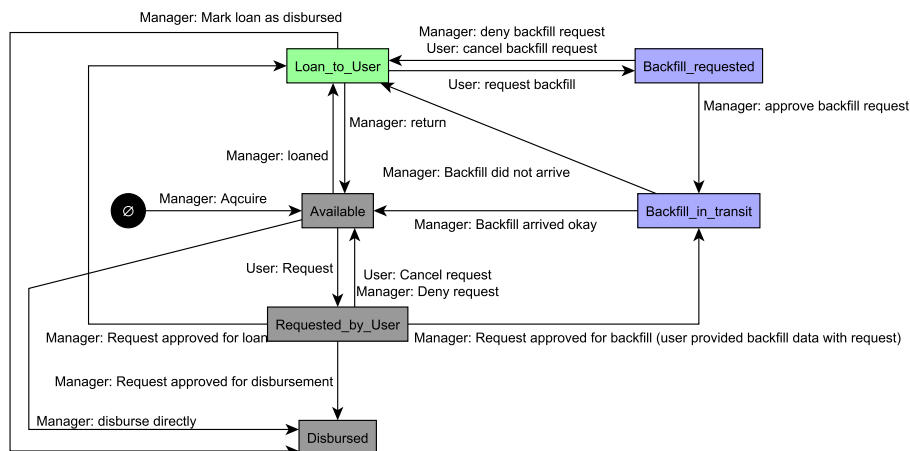 Manager: Mark loan as disbursed
Manager: deny backfill request
User: cancel backfill request
Loan_to_User
Backfill_requested
User: request backfill
Manager: approve backfill request
Manager: return
Manager: loaned
Manager: Backfill did not arrive
Manager: Aqcuire
∅
Available
Backfill_in_transit
Manager: Backfill arrived okay
User: Request
User: Cancel request
Manager: Deny request
Requested_by_User
Manager: Request approved for loan
Manager: Request approved for backfill (user provided backfill data with request)
Manager: Request approved for disbursement
Manager: disburse directly
Disbursed